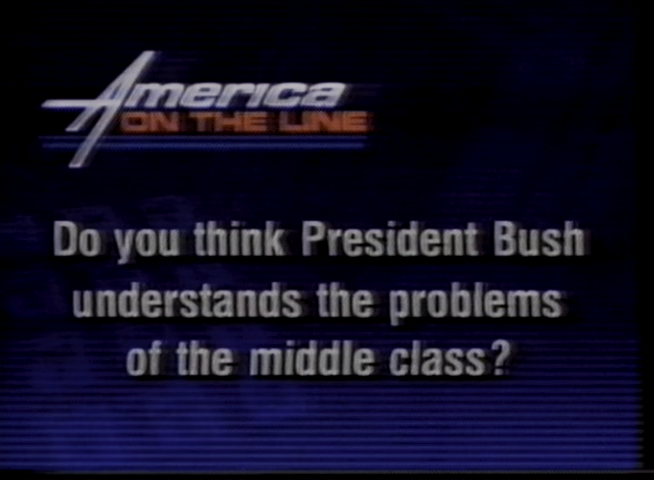 America
ON THE LINE
Do you think President Bush
understands the problems
of the middle class?